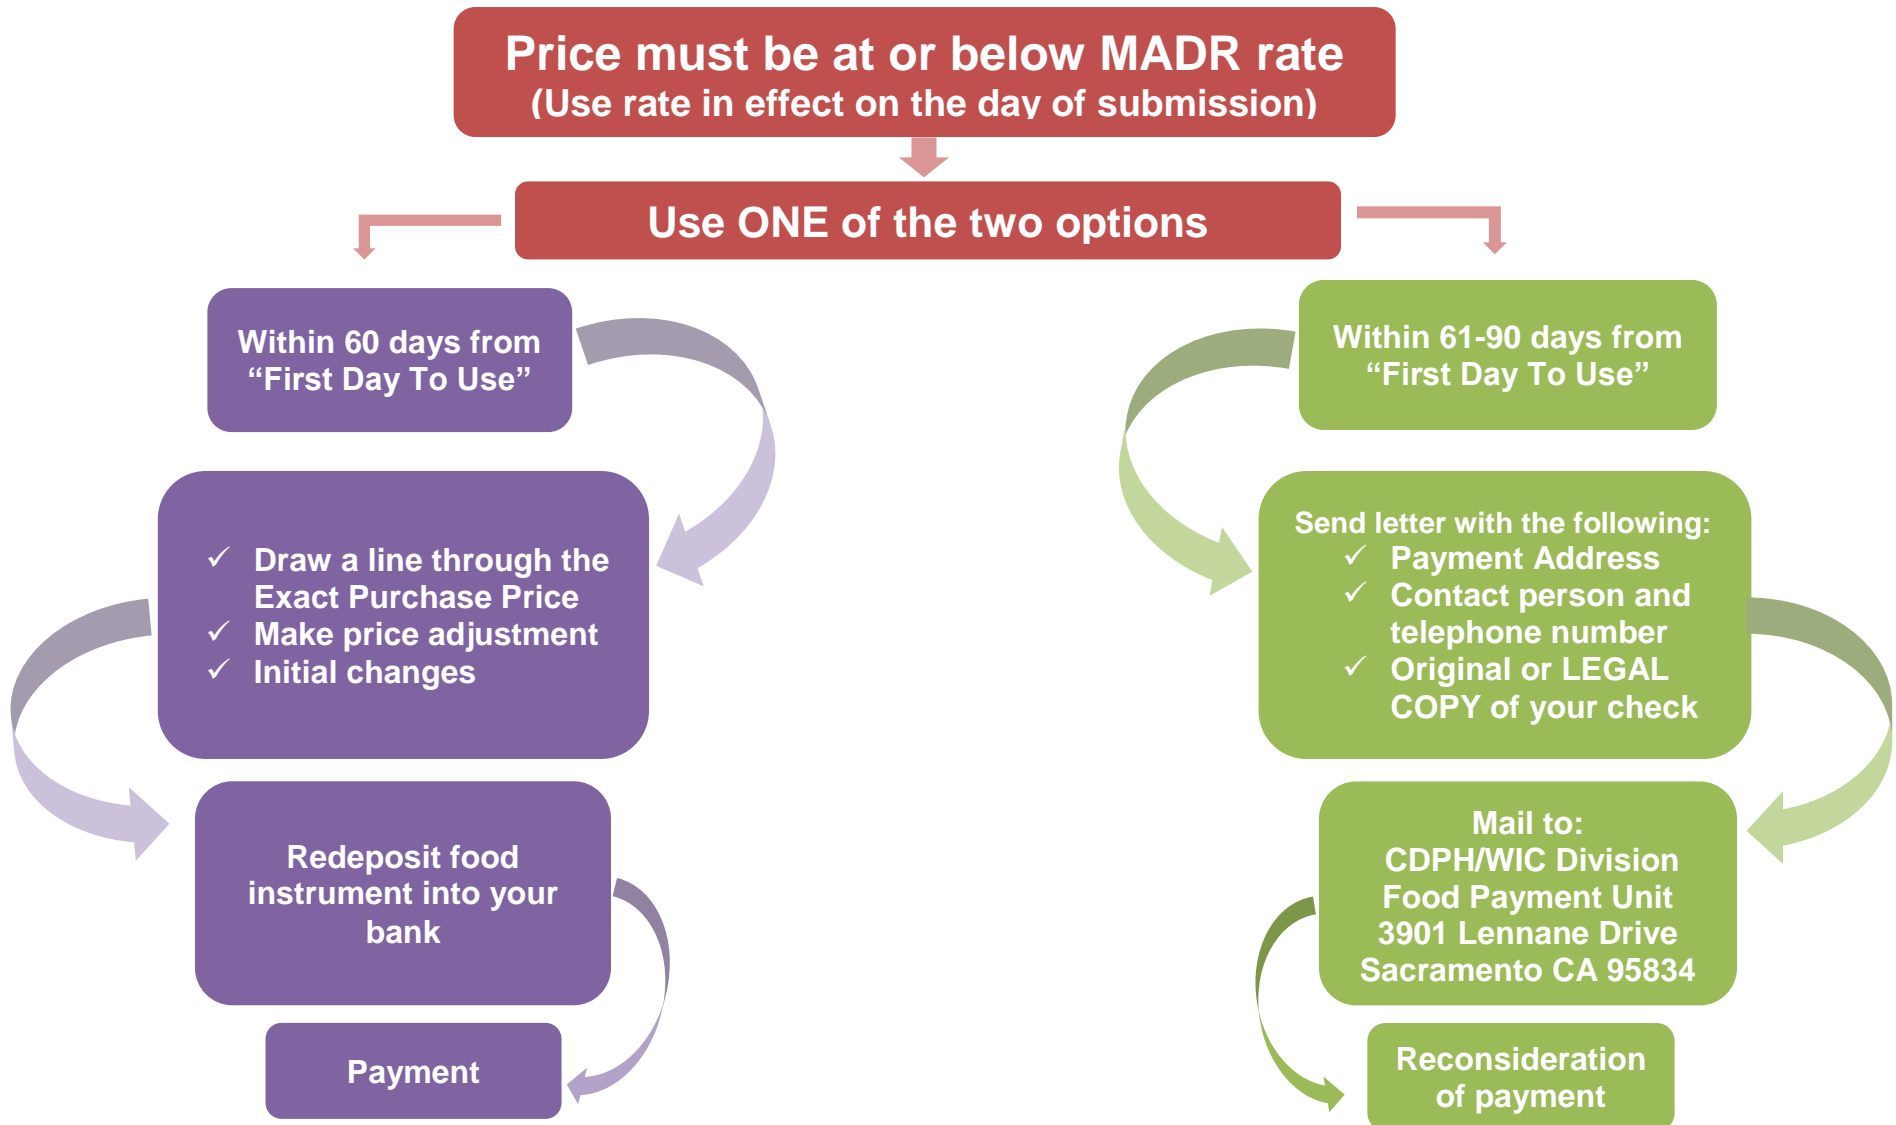 Price must be at or below MADR rate
(Use rate in effect on the day of submission)
Use ONE of the two options
Within 60 days from
“First Day To Use”
✓ Draw a line through the
Exact Purchase Price
✓ Make price adjustment
✓ Initial changes
Redeposit food
instrument into your
bank
Payment
Within 61-90 days from
“First Day To Use”
Send letter with the following:
✓ Payment Address
✓ Contact person and
telephone number
✓ Original or LEGAL
COPY of your check
Mail to:
CDPH/WIC Division
Food Payment Unit
3901 Lennane Drive
Sacramento CA 95834
Reconsideration
of payment